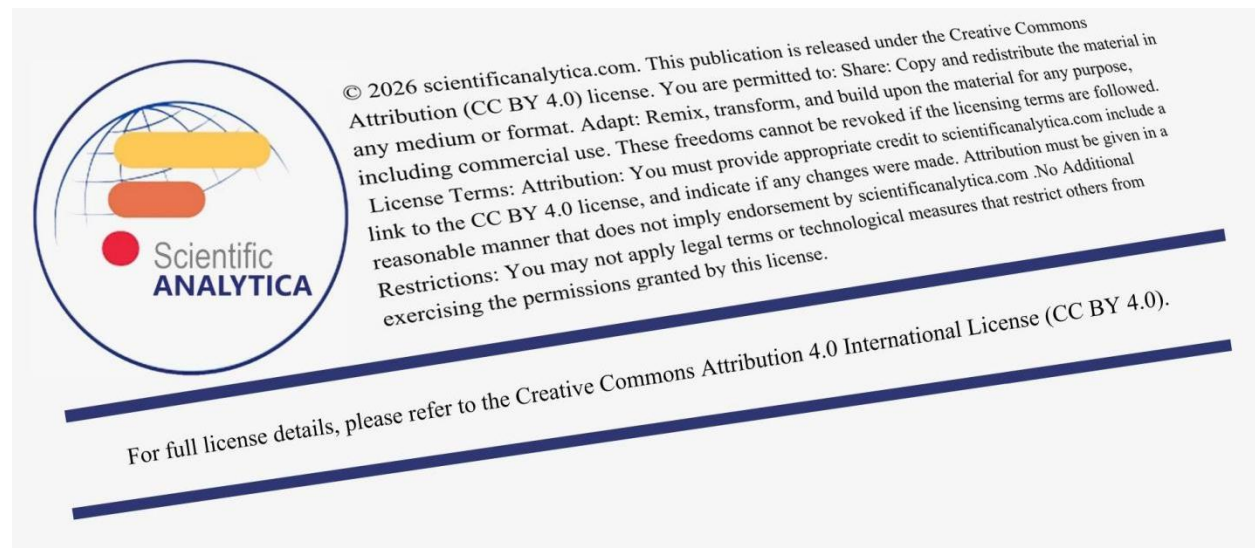 Scientific
ANALYTICA
© 2026 scientificanalytica.com. This publication is released under the Creative Commons
Attribution (CC BY 4.0) license. You are permitted to: Share: Copy and redistribute the material in
any medium or format. Adapt: Remix, transform, and build upon the material for any purpose,
including commercial use. These freedoms cannot be revoked if the licensing terms are followed.
License Terms: Attribution: You must provide appropriate credit to scientificanalytica.com include a
link to the CC BY 4.0 license, and indicate if any changes were made. Attribution must be given in a
reasonable manner that does not imply endorsement by scientificanalytica.com .No Additional
Restrictions: You may not apply legal terms or technological measures that restrict others from
exercising the permissions granted by this license.
For full license details, please refer to the Creative Commons Attribution 4.0 International License (CC BY 4.0).